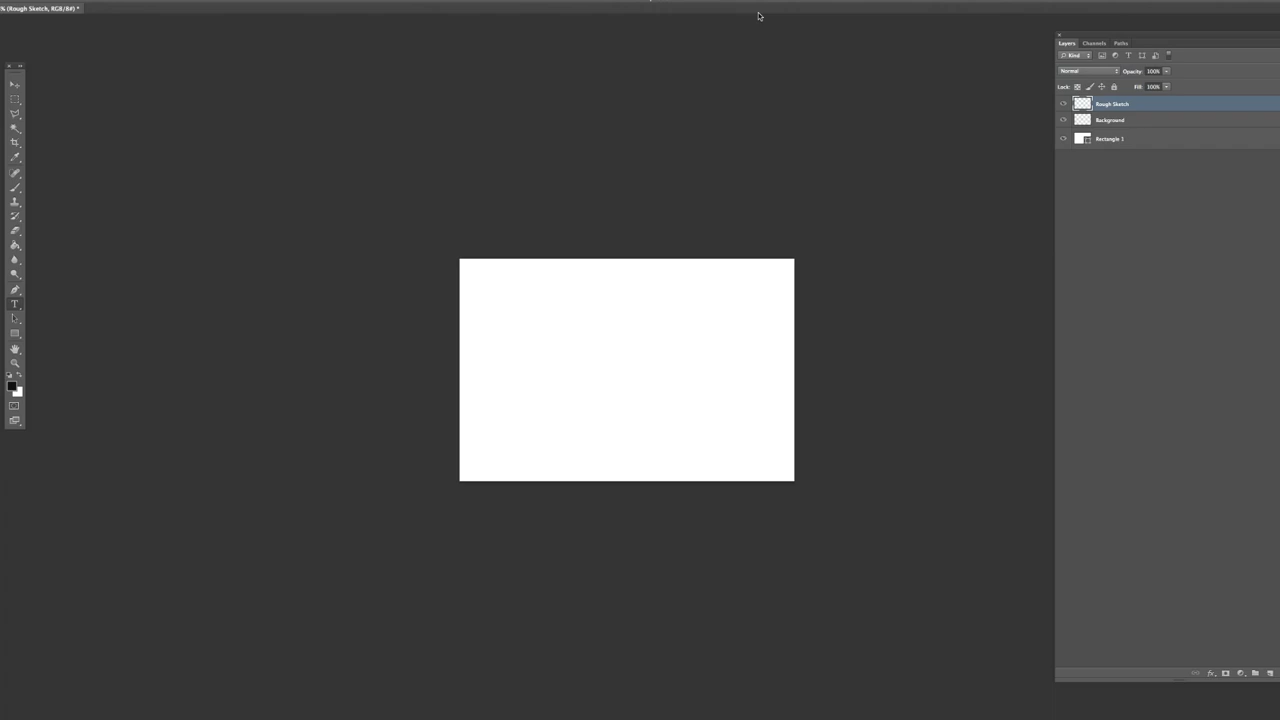 % (Rough Sketch, RGB/8#) *
Layers Channels Paths
Kind
Normal Opacity: 100%
Lock: Fill: 100%
Rough Sketch
Background
Rectangle 1